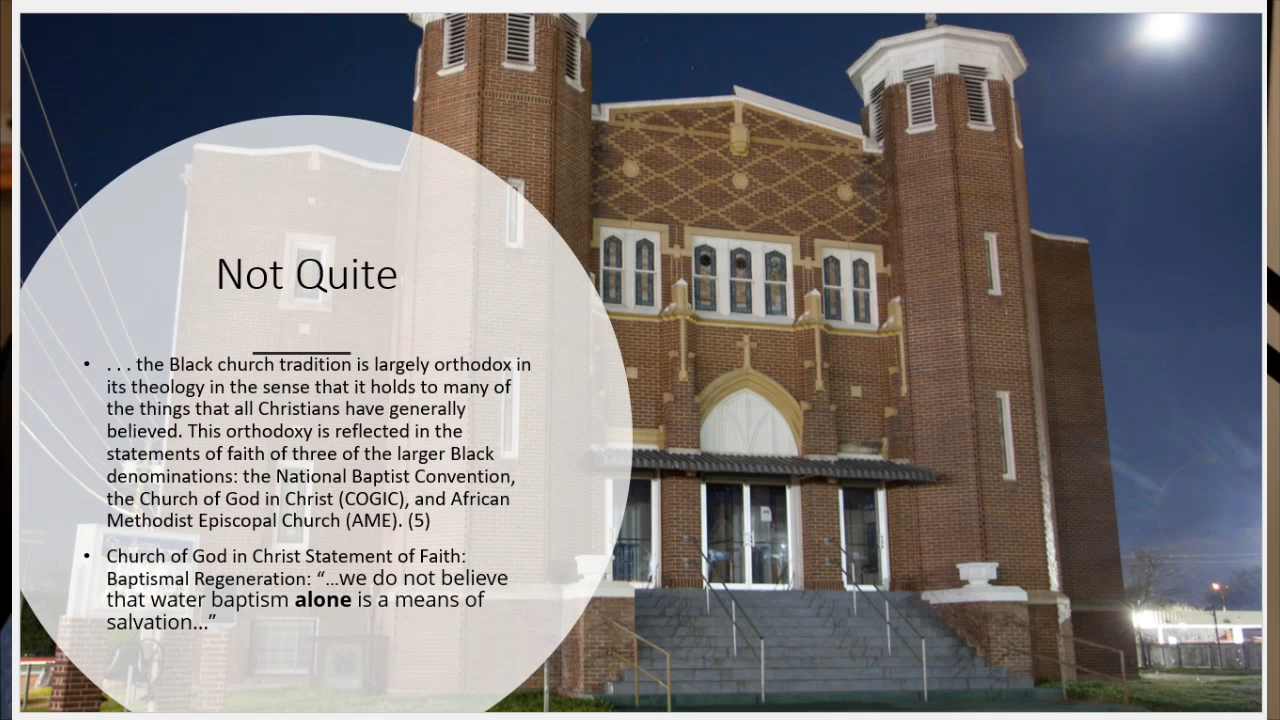 Not Quite
• . . . the Black church tradition is largely orthodox in
its theology in the sense that it holds to many of
the things that all Christians have generally
believed. This orthodoxy is reflected in the
statements of faith of three of the larger Black
denominations: the National Baptist Convention,
the Church of God in Christ (COGIC), and African
Methodist Episcopal Church (AME). (5)
• Church of God in Christ Statement of Faith:
Baptismal Regeneration: “...we do not believe
that water baptism alone is a means of
salvation...”